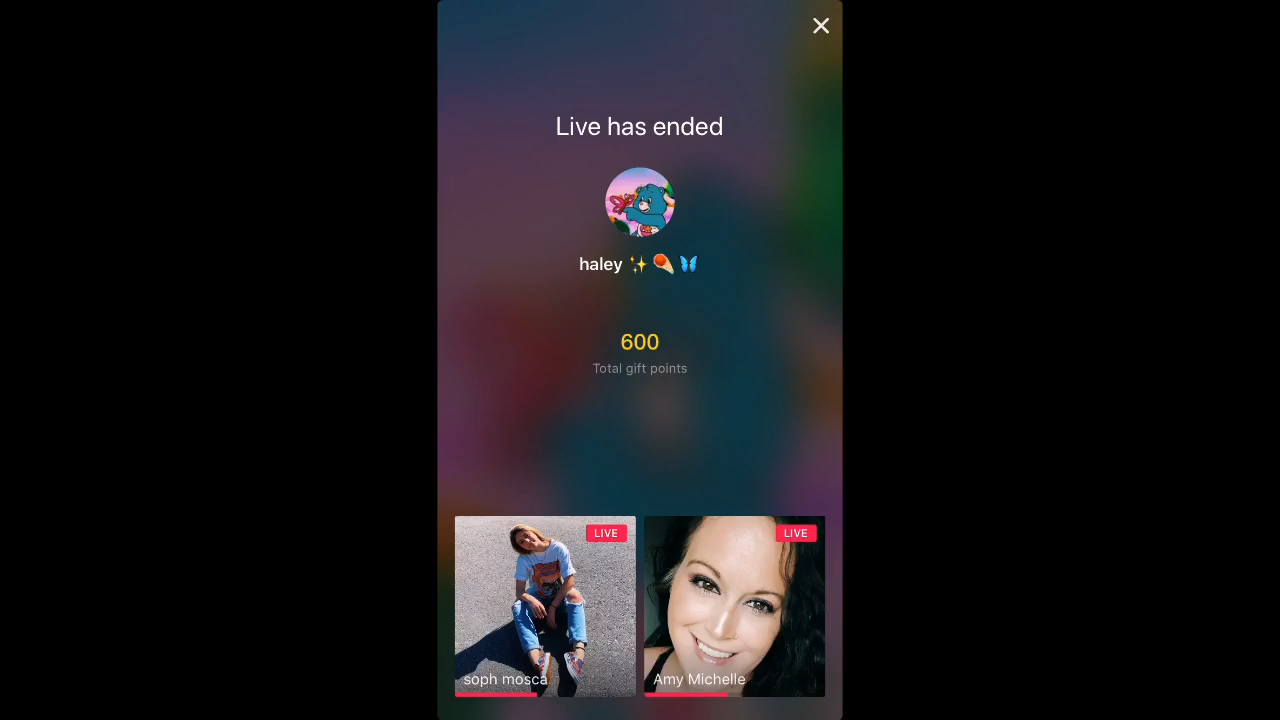 Live has ended
haley ✨ 🍠 🦋
600
Total gift points
LIVE
LIVE
soph mosca
Amy Michelle